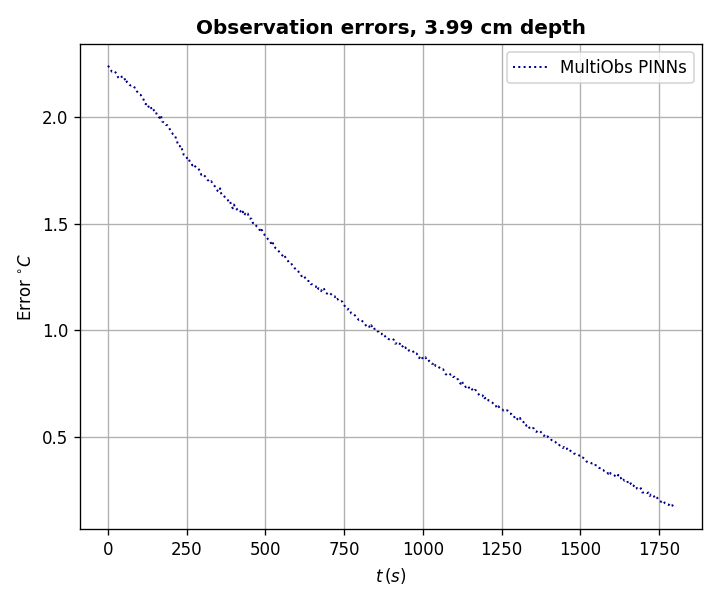 Observation errors, 3.99 cm depth
MultiObs PINNs
Error °C
2.0
1.5
1.0
0.5
0 250 500 750 1000 1250 1500 1750
t (s)